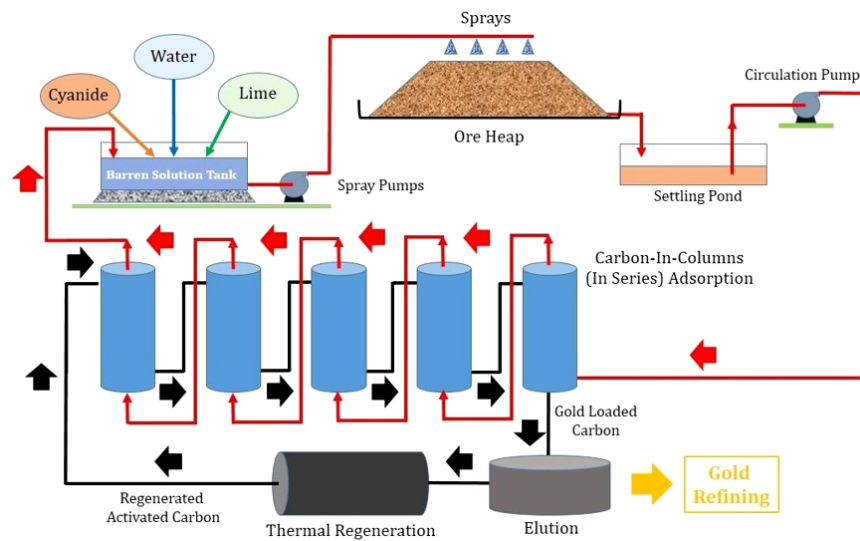 Sprays
Water
Cyanide
Lime
Circulation Pump
Ore Heap
Barren Solution Tank
Spray Pumps
Settling Pond
Carbon-In-Columns
(In Series) Adsorption
Gold Loaded
Carbon
Gold
Refining
Regenerated
Activated Carbon
Thermal Regeneration
Elution